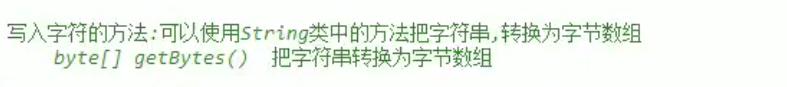 写入字符的方法:可以使用String类中的方法把字符串,转换为字节数组
byte[] getBytes() 把字符串转换为字节数组